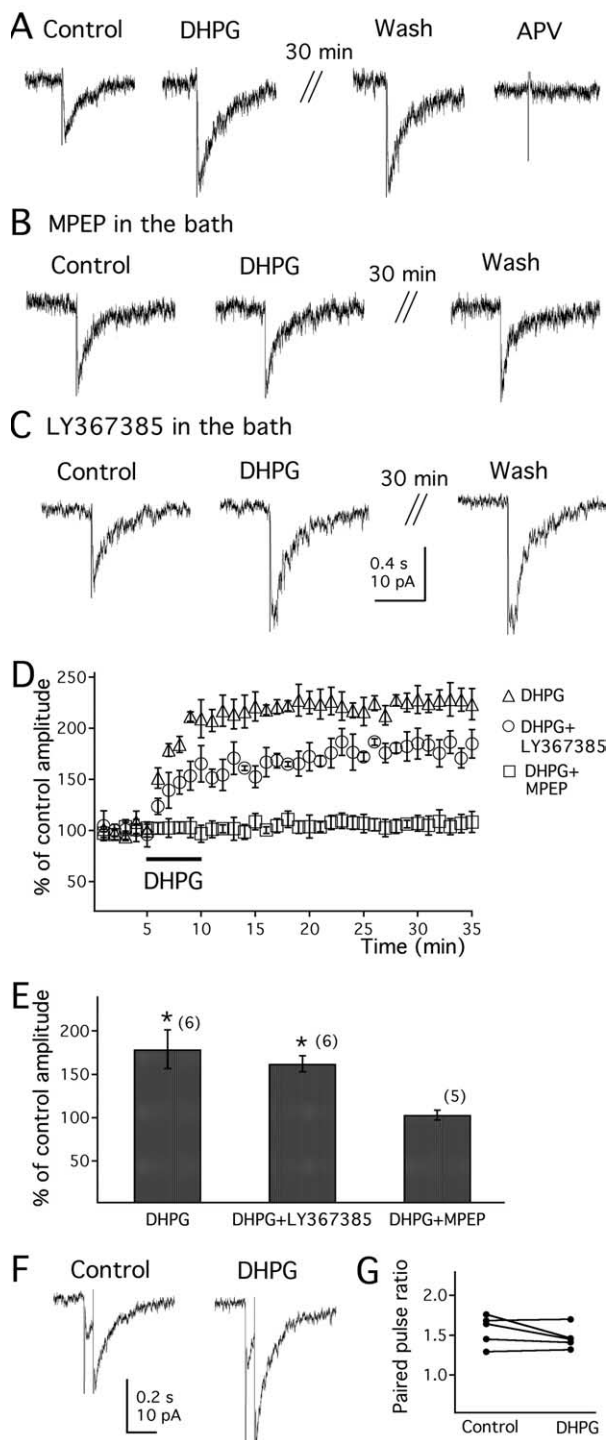 A
Control DHPG 30 min Wash APV
B MPEP in the bath
Control DHPG 30 min Wash
C LY367385 in the bath
Control DHPG 30 min Wash
0.4 s
10 pA
D
% of control amplitude
250
200
150
100
50
DHPG
5 10 15 20 25 30 35
Time (min)
DHPG
DHPG+
LY367385
DHPG+
MPEP
E
% of control amplitude
200
150
100
50
* (6)
* (6)
(5)
DHPG DHPG+LY367385 DHPG+MPEP
F
Control DHPG
0.2 s
10 pA
G
Paired pulse ratio
2.0
1.5
1.0
Control DHPG